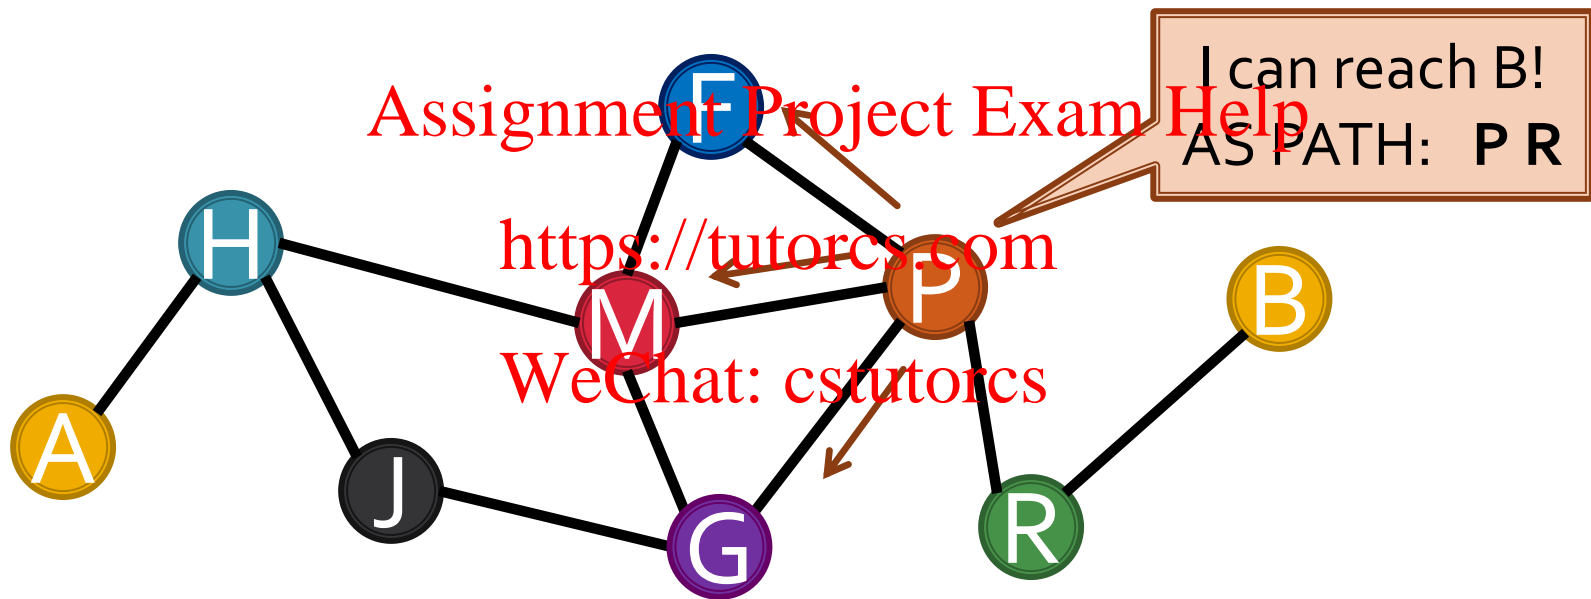 I can reach B!
AS PATH: P R
Assignment Project Exam Help
https://tutorcs.com
WeChat: cstutorcs
F
H
M
P
B
A
J
G
R